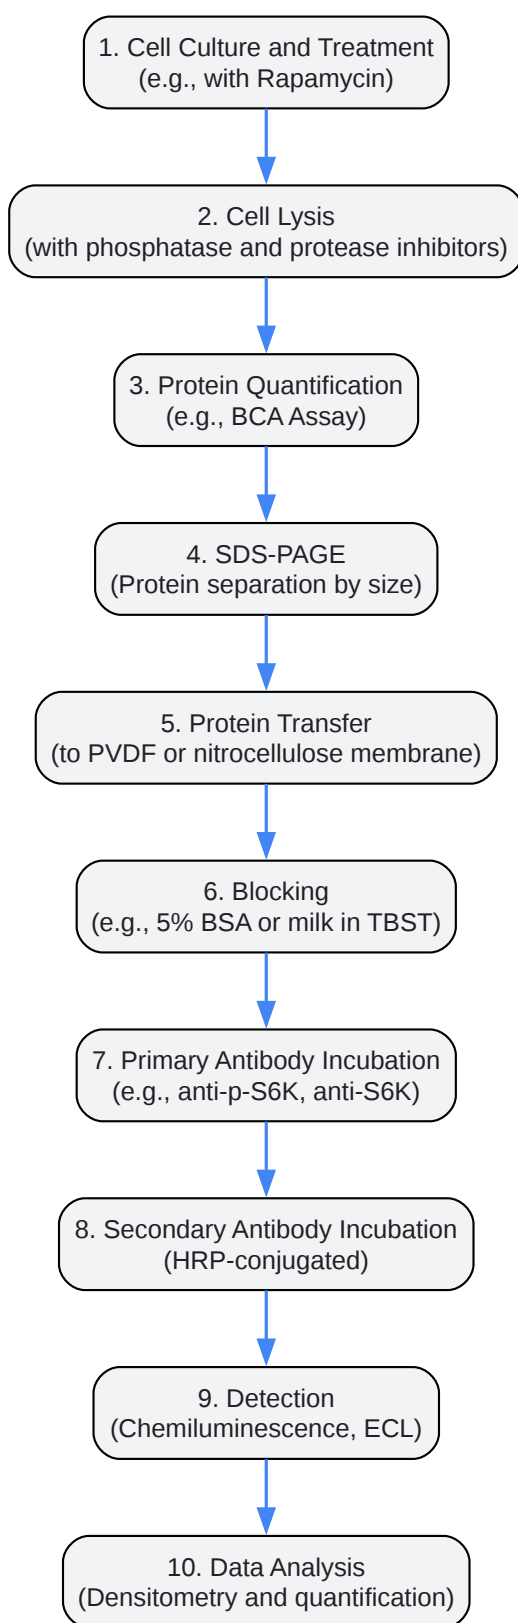 1. Cell Culture and Treatment
(e.g., with Rapamycin)
2. Cell Lysis
(with phosphatase and protease inhibitors)
3. Protein Quantification
(e.g., BCA Assay)
4. SDS-PAGE
(Protein separation by size)
5. Protein Transfer
(to PVDF or nitrocellulose membrane)
6. Blocking
(e.g., 5% BSA or milk in TBST)
7. Primary Antibody Incubation
(e.g., anti-p-S6K, anti-S6K)
8. Secondary Antibody Incubation
(HRP-conjugated)
9. Detection
(Chemiluminescence, ECL)
10. Data Analysis
(Densitometry and quantification)